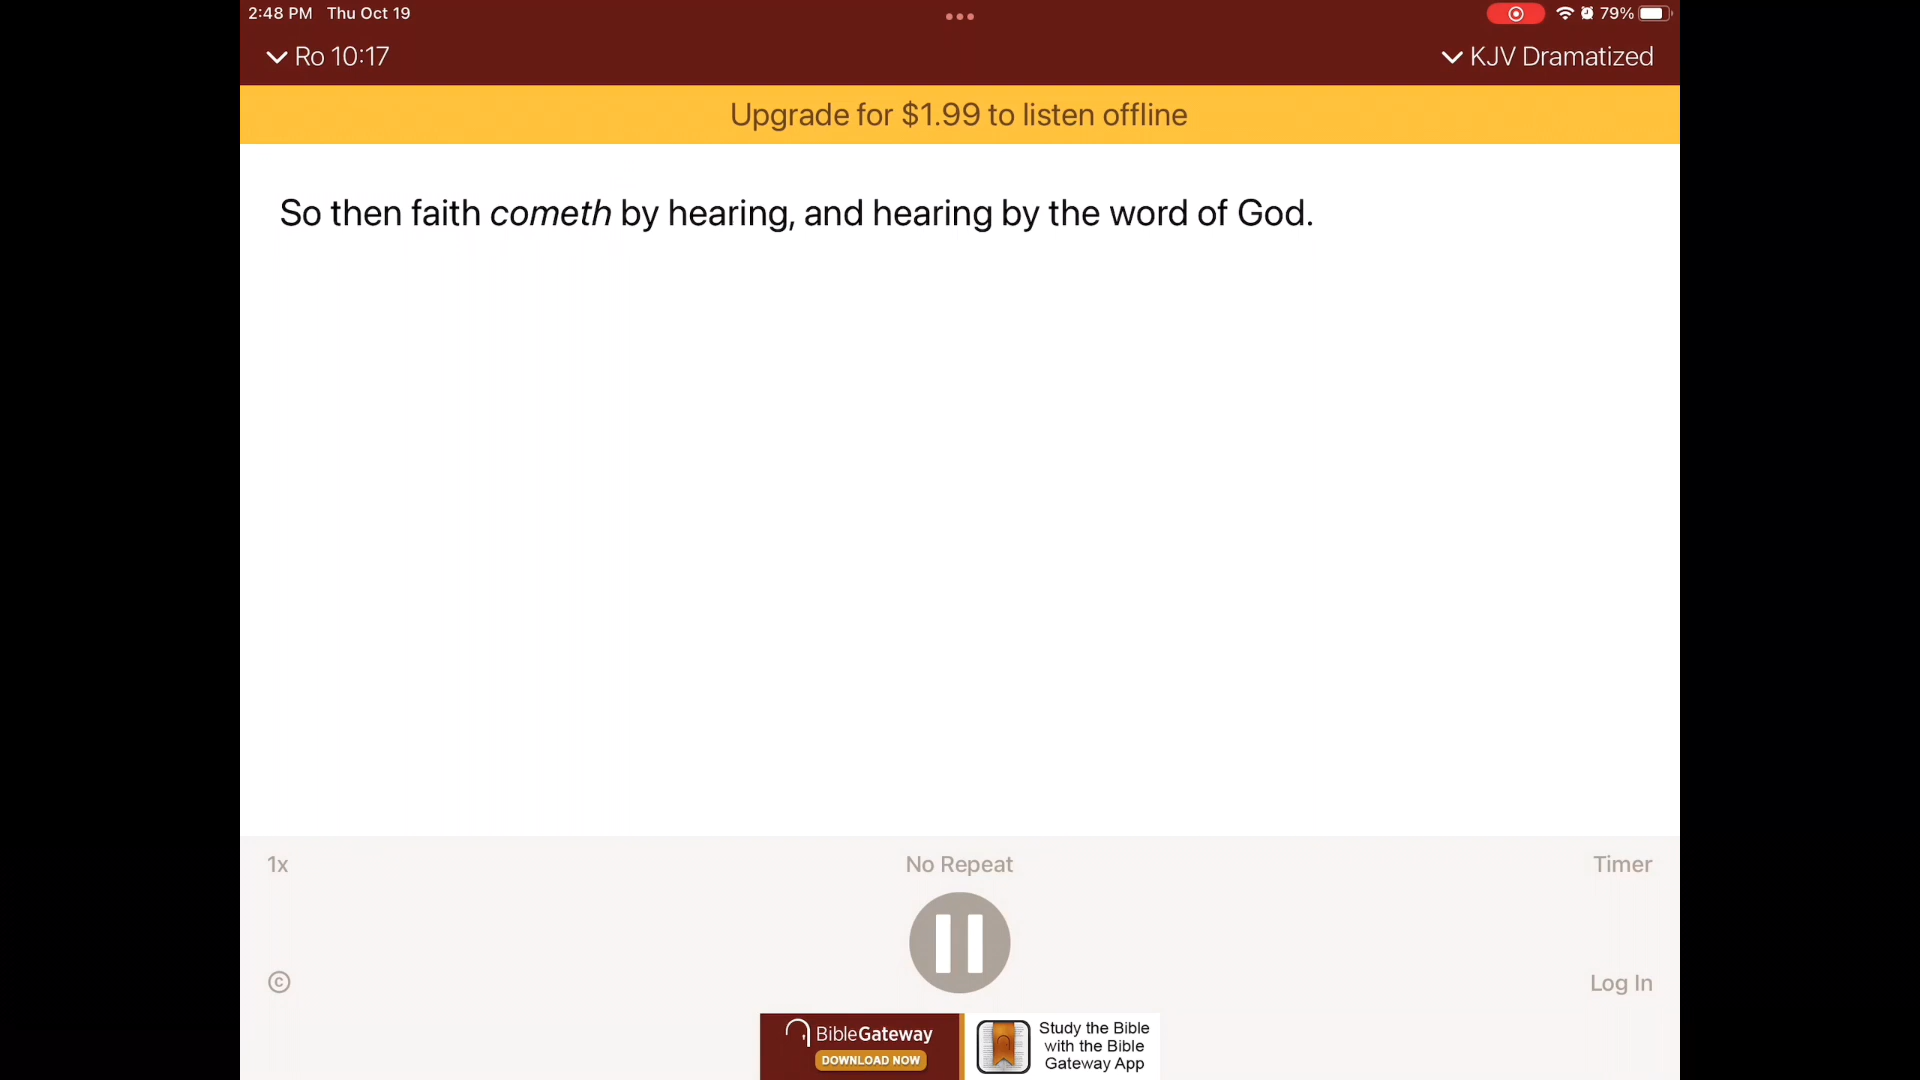 2:48 PM Thu Oct 19
79%
Ro 10:17
KJV Dramatized
Upgrade for $1.99 to listen offline
So then faith cometh by hearing, and hearing by the word of God.
1x
No Repeat
Timer
©
Log In
BibleGateway
DOWNLOAD NOW
Study the Bible
with the Bible
Gateway App